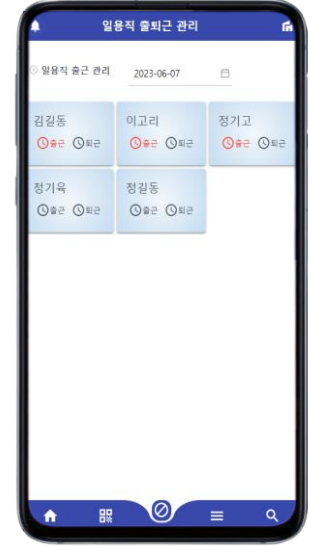 일용직 출퇴근 관리
일용직 출근 관리 2023-06-07
김길동 이고리 정기고
출근 퇴근 출근 퇴근 출근 퇴근
정기육 정길동
출근 퇴근 출근 퇴근